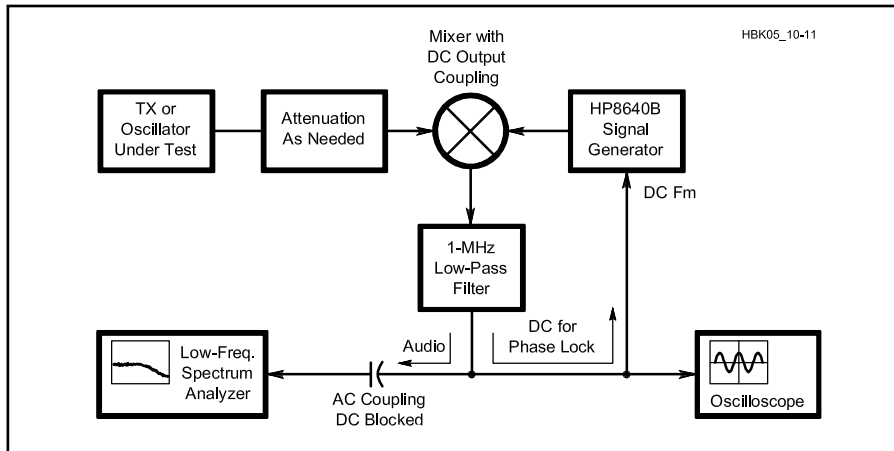 HBK05_10-11
Mixer with
DC Output
Coupling
TX or
Oscillator
Under Test
Attenuation
As Needed
HP8640B
Signal
Generator
DC Fm
1-MHz
Low-Pass
Filter
Audio
DC for
Phase Lock
Low-Freq.
Spectrum
Analyzer
AC Coupling
DC Blocked
Oscilloscope